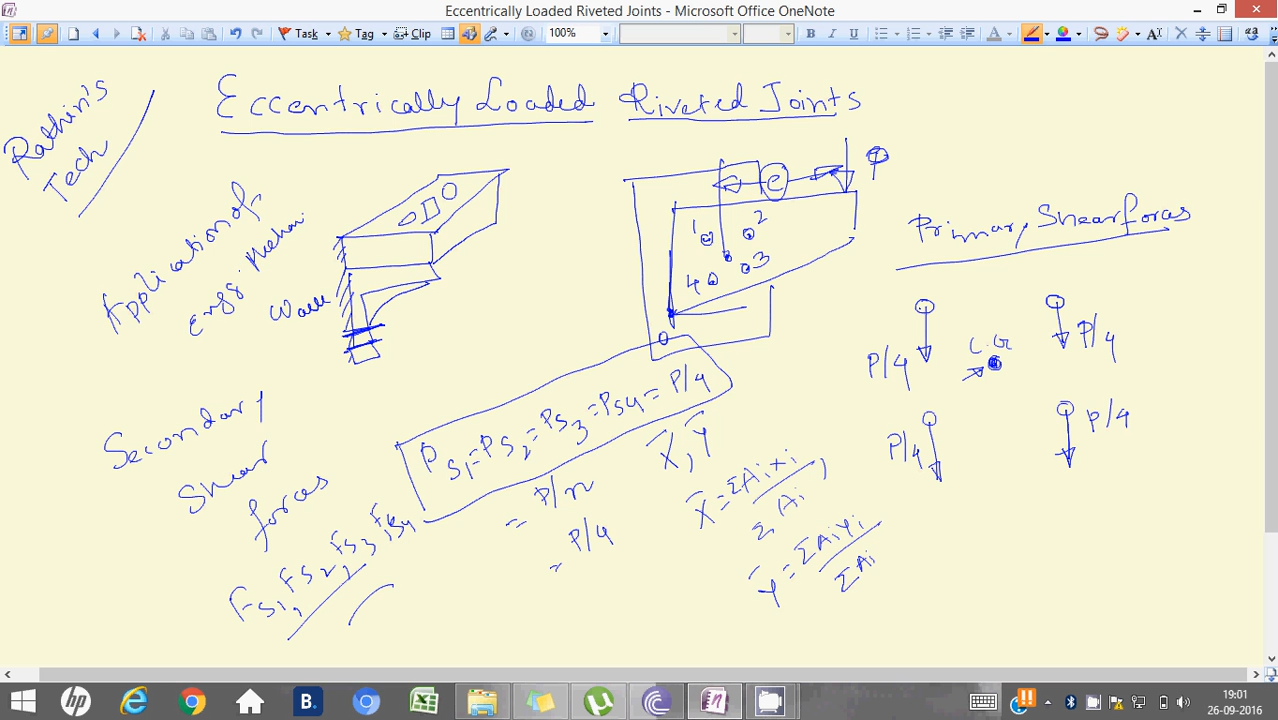 Eccentrically Loaded Riveted Joints - Microsoft Office OneNote
Task
Tag
Clip
100%
B I U
Rathin's
Tech
Eccentrically Loaded Riveted Joints
Application of
Engg. Mechani
Wall
e
P
1
2
3
4
O
Primary Shear forces
P/4
P/4
C.G
P/4
P/4
Ps1=Ps2=Ps3=Ps4=P/4
= P/n
= P/4
X̄, Ȳ
X̄ = ΣAixi / ΣAi,
Ȳ = ΣAiyi / ΣAi
Secondary
Shear
forces
Fs1, Fs2, Fs3, Fs4
19:01
26-09-2016